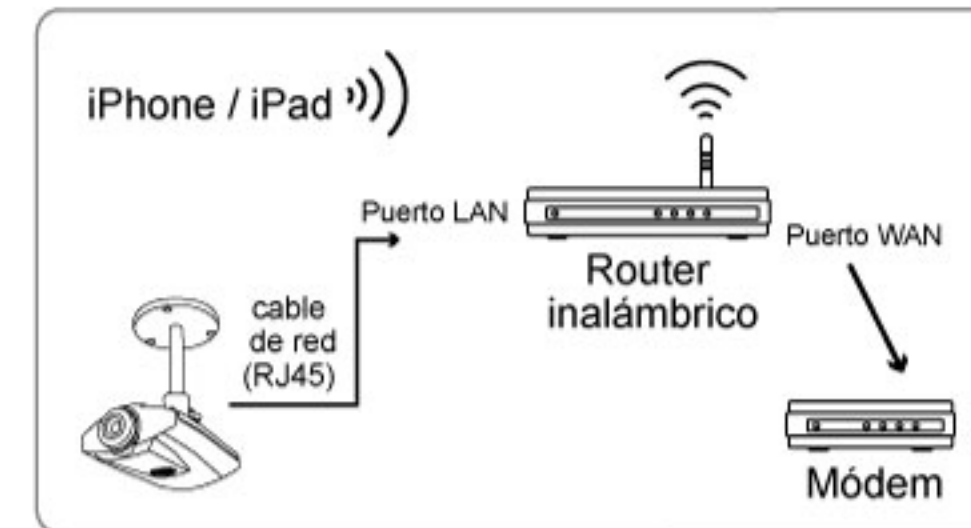 iPhone / iPad
Puerto LAN
Puerto WAN
Router
inalámbrico
cable
de red
(RJ45)
Módem